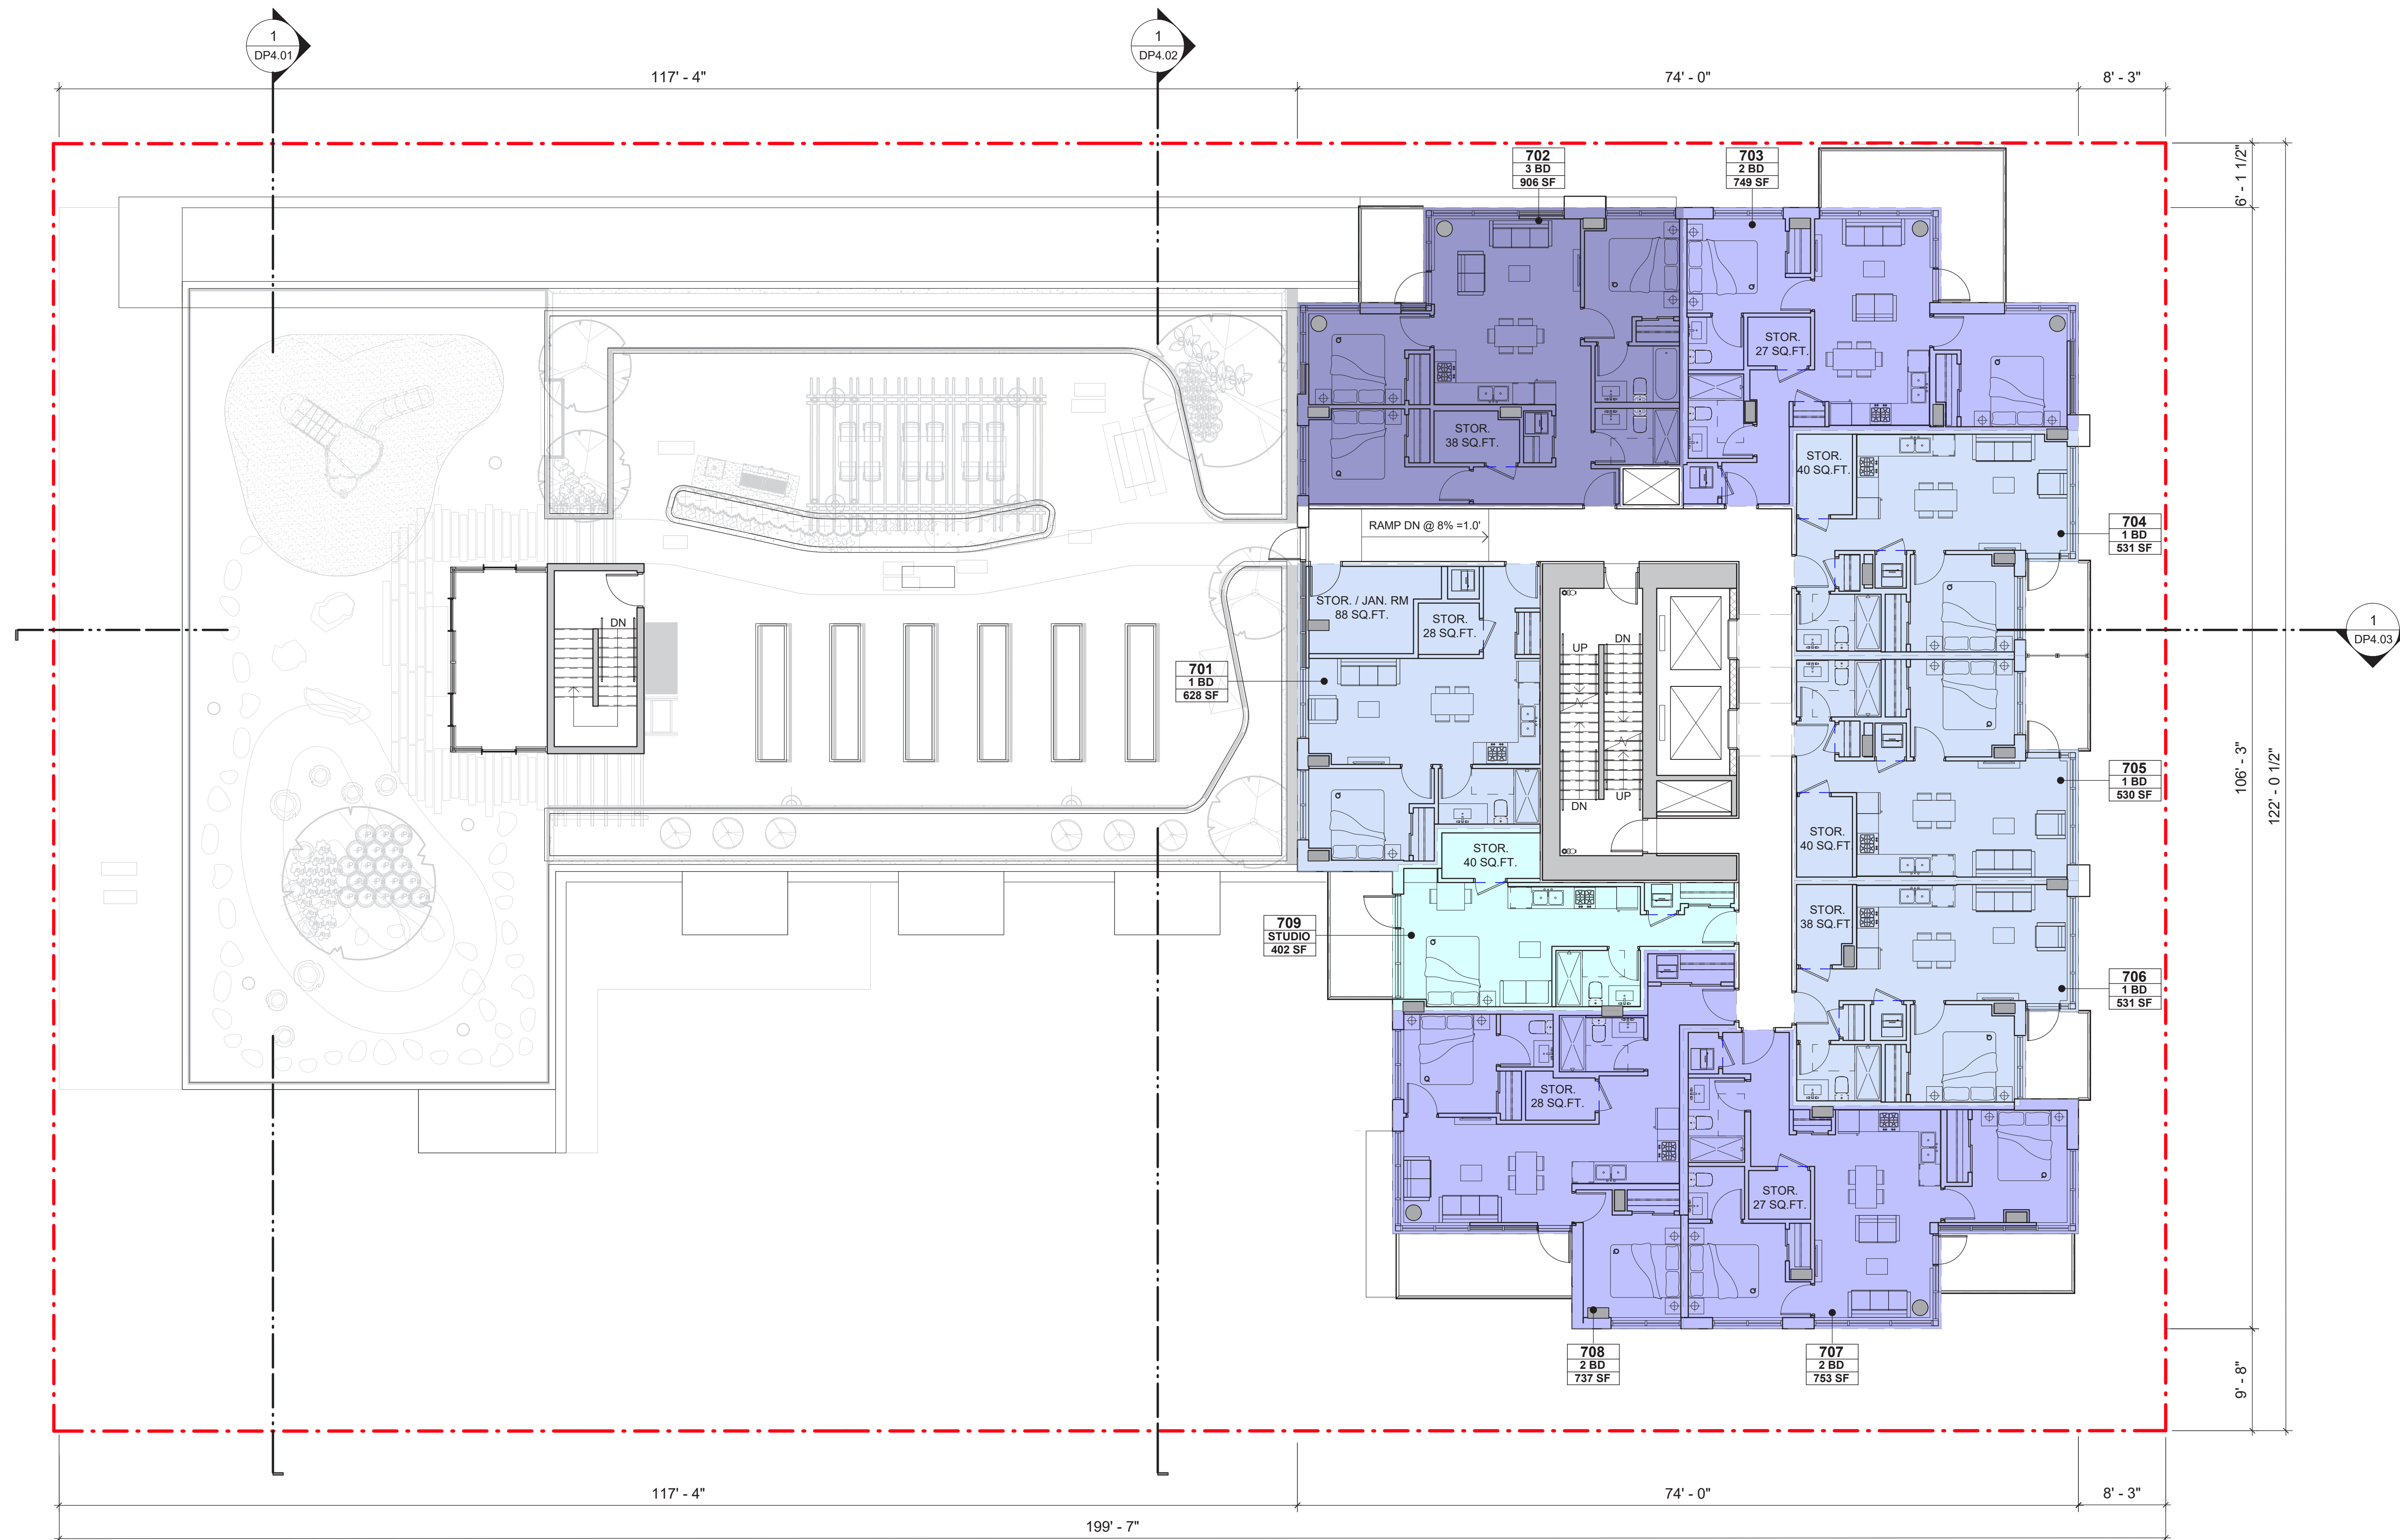 1
DP4.01
1
DP4.02
117' - 4"
74' - 0"
8' - 3"
702
3 BD
906 SF
703
2 BD
749 SF
6' - 1 1/2"
STOR.
27 SQ.FT.
STOR.
38 SQ.FT.
STOR.
40 SQ.FT.
RAMP DN @ 8% =1.0'
704
1 BD
531 SF
STOR. / JAN. RM
88 SQ.FT.
STOR.
28 SQ.FT.
DN
UP
DN
1
DP4.03
701
1 BD
628 SF
106' - 3"
122' - 0 1/2"
705
1 BD
530 SF
DN
UP
STOR.
40 SQ.FT.
STOR.
40 SQ.FT.
709
STUDIO
402 SF
STOR.
38 SQ.FT.
706
1 BD
531 SF
STOR.
28 SQ.FT.
STOR.
27 SQ.FT.
708
2 BD
737 SF
707
2 BD
753 SF
9' - 8"
117' - 4"
74' - 0"
8' - 3"
199' - 7"